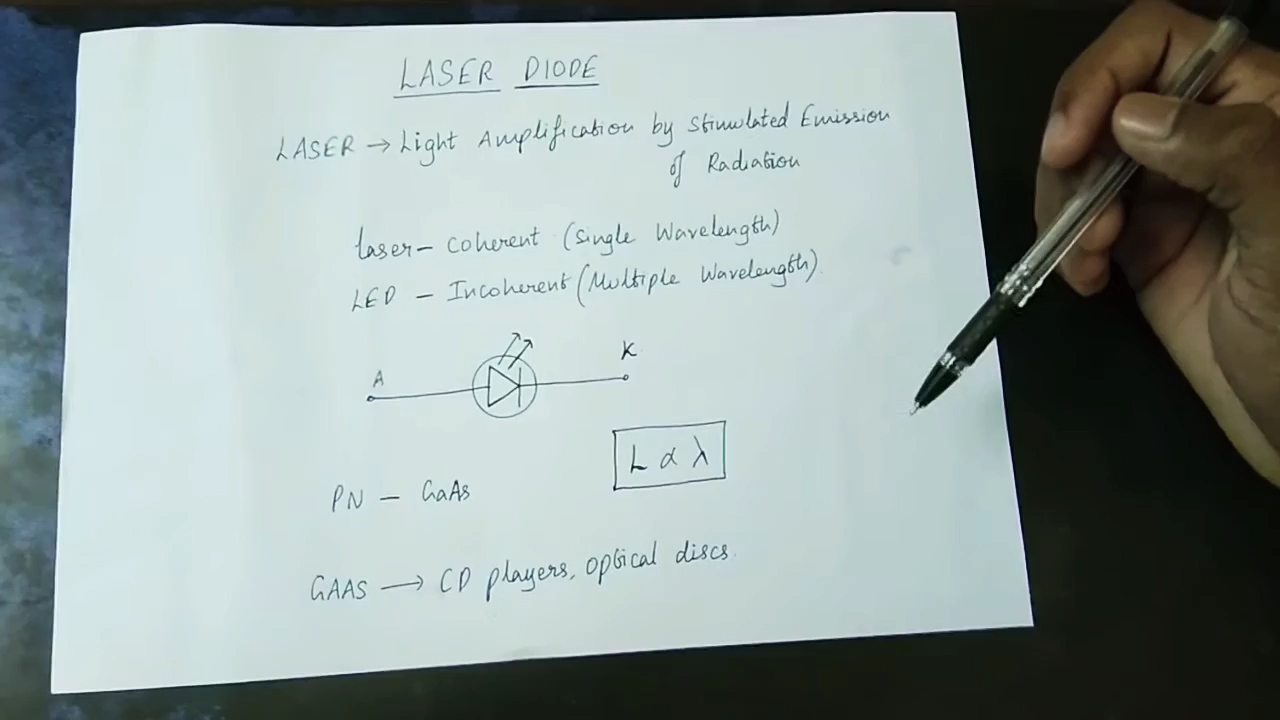 LASER DIODE
LASER → Light Amplification by Stimulated Emission
of Radiation
laser – Coherent (Single Wavelength)
LED – Incoherent (Multiple Wavelength).
A
K
L ∝ λ
PN – GaAs
GAAS → CD players, optical discs.